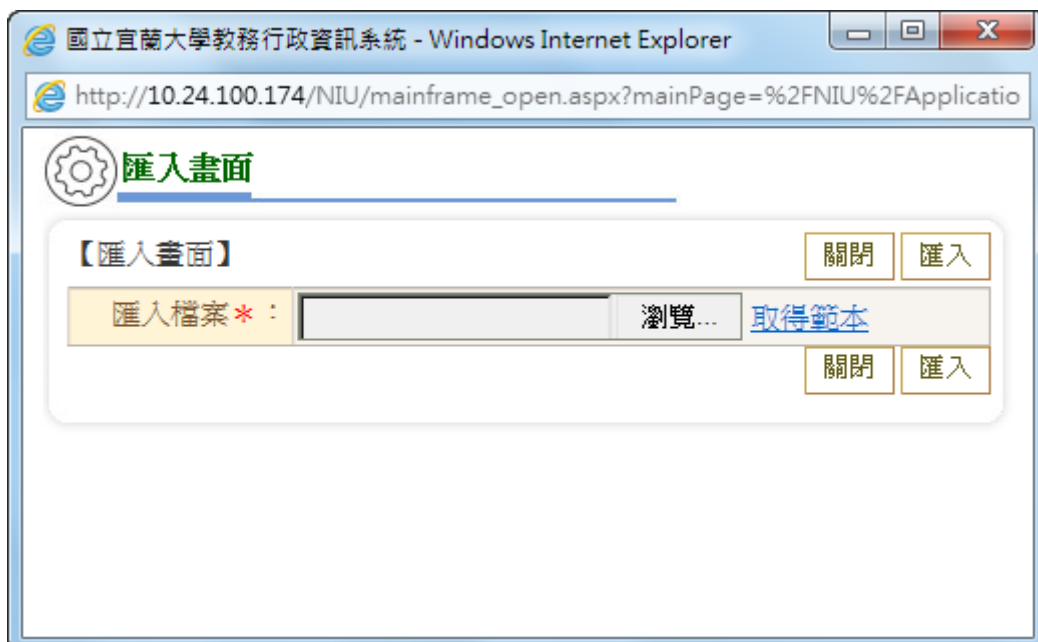 國立宜蘭大學教務行政資訊系統 - Windows Internet Explorer
http://10.24.100.174/NIU/mainframe_open.aspx?mainPage=%2FNIU%2FApplicatio
匯入畫面
【匯入畫面】 關閉 匯入
匯入檔案*： 瀏覽... 取得範本
關閉 匯入